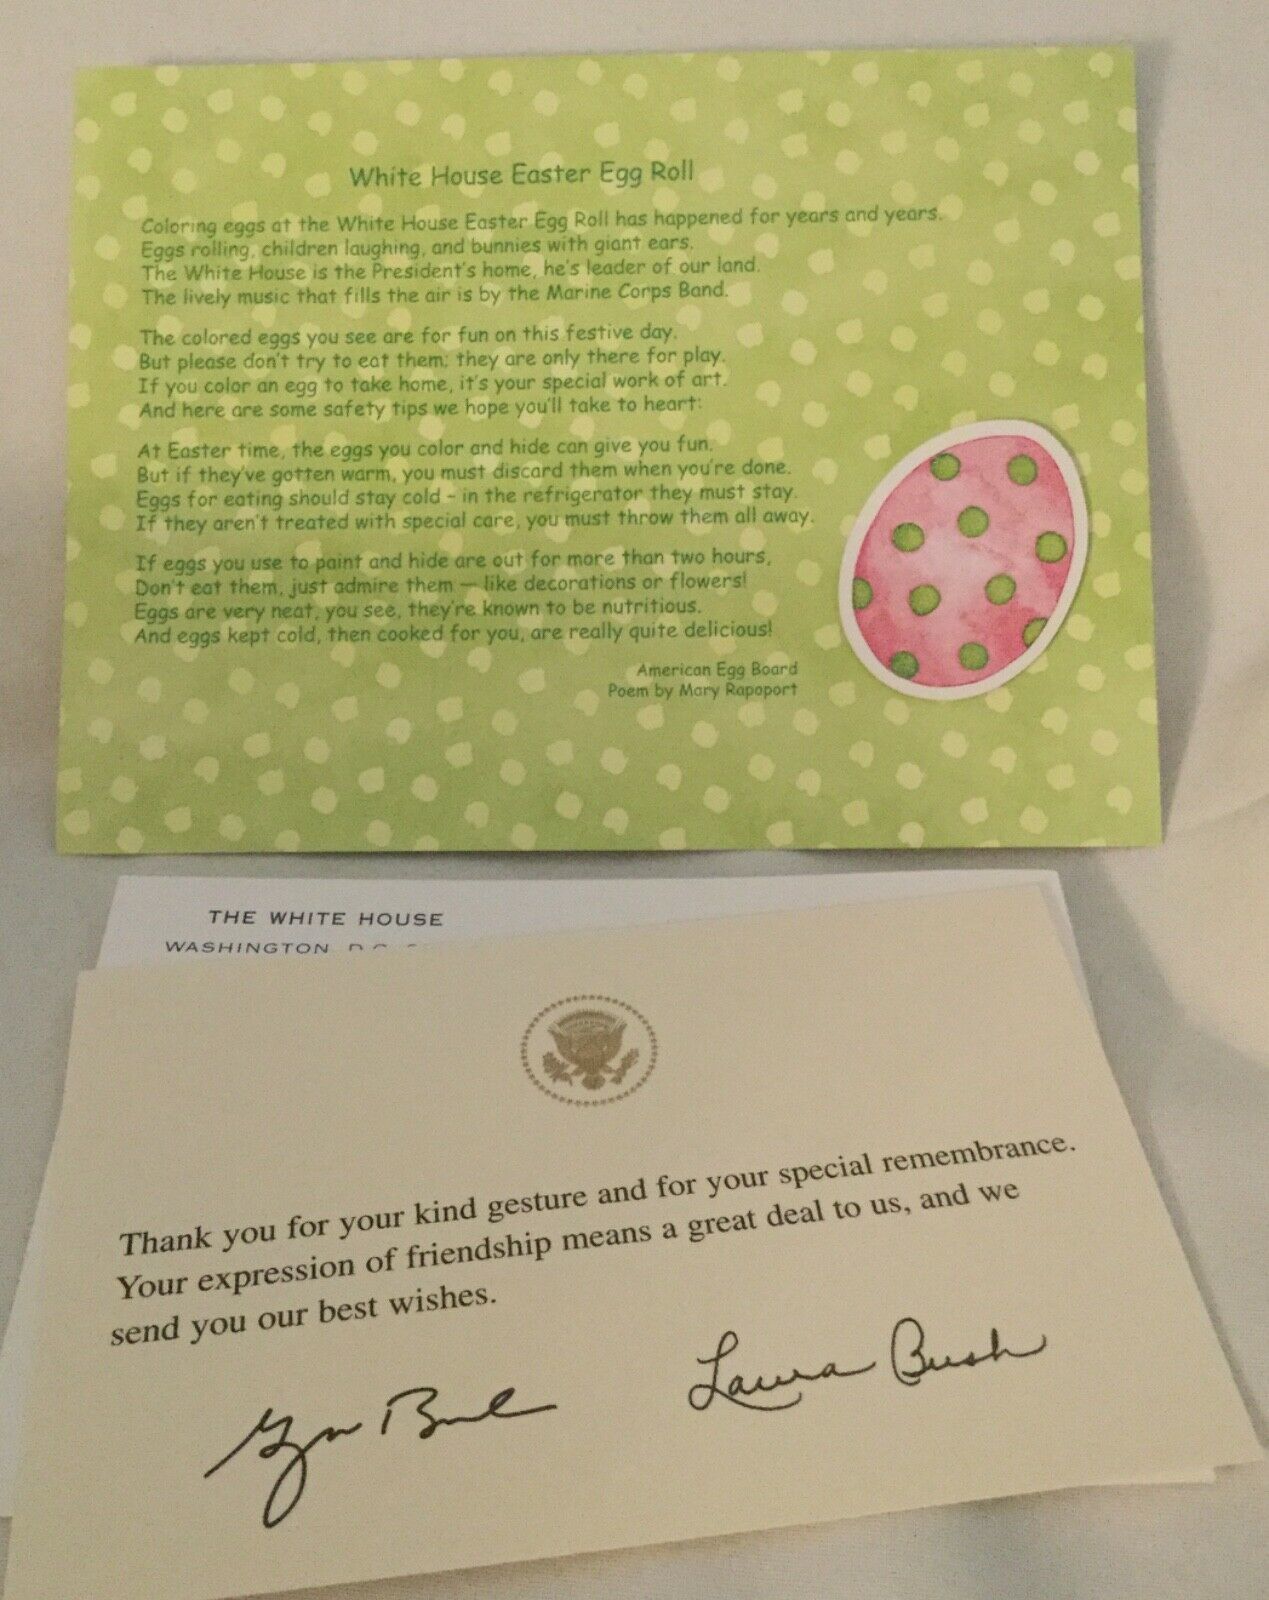 White House Easter Egg Roll
Coloring eggs at the White House Easter Egg Roll has happened for years and years.
Eggs rolling, children laughing, and bunnies with giant ears.
The White House is the President's home, he's leader of our land.
The lively music that fills the air is by the Marine Corps Band.
The colored eggs you see are for fun on this festive day.
But please don't try to eat them; they are only there for play.
If you color an egg to take home, it's your special work of art.
And here are some safety tips we hope you'll take to heart:
At Easter time, the eggs you color and hide can give you fun.
But if they've gotten warm, you must discard them when you're done.
Eggs for eating should stay cold - in the refrigerator they must stay.
If they aren't treated with special care, you must throw them all away.
If eggs you use to paint and hide are out for more than two hours,
Don't eat them, just admire them — like decorations or flowers!
Eggs are very neat, you see, they're known to be nutritious.
And eggs kept cold, then cooked for you, are really quite delicious!
American Egg Board
Poem by Mary Rapoport
THE WHITE HOUSE
WASHINGTON
Thank you for your kind gesture and for your special remembrance.
Your expression of friendship means a great deal to us, and we
send you our best wishes.
Laura Bush